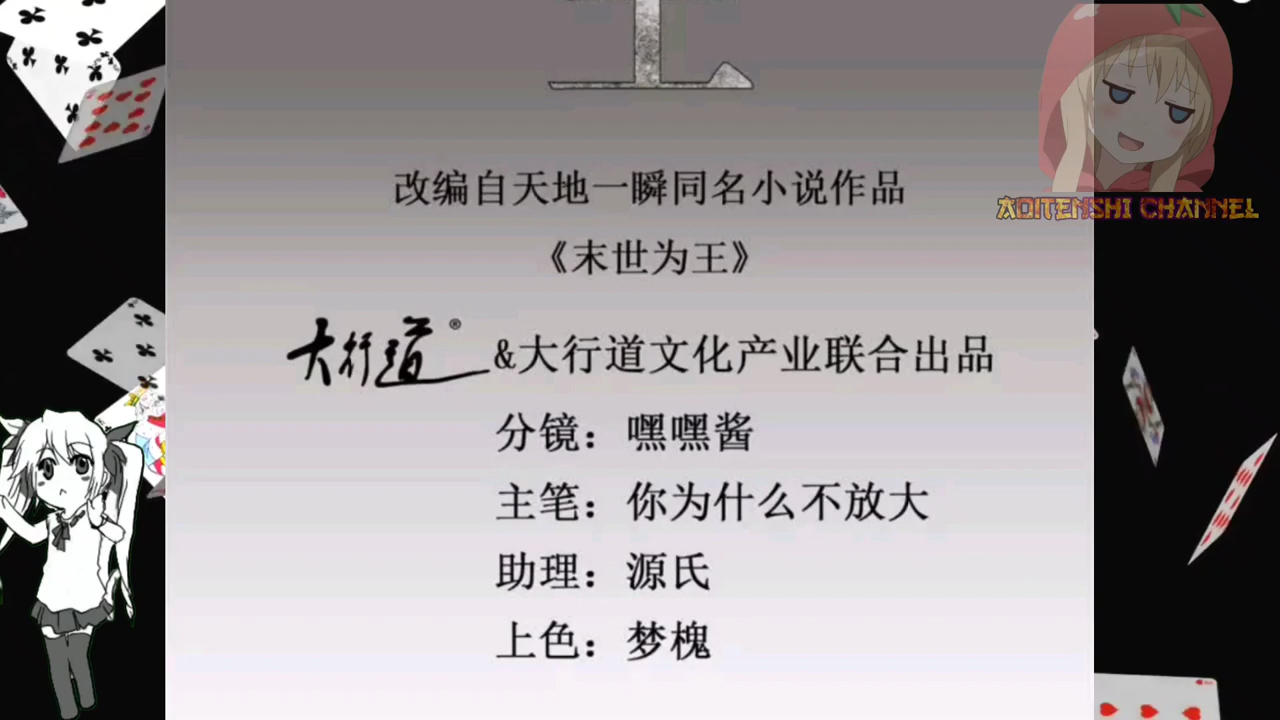 王
改编自天地一瞬同名小说作品
《末世为王》
大行道® &大行道文化产业联合出品
分镜：嘿嘿酱
主笔：你为什么不放大
助理：源氏
上色：梦槐
AOITENSHI CHANNEL